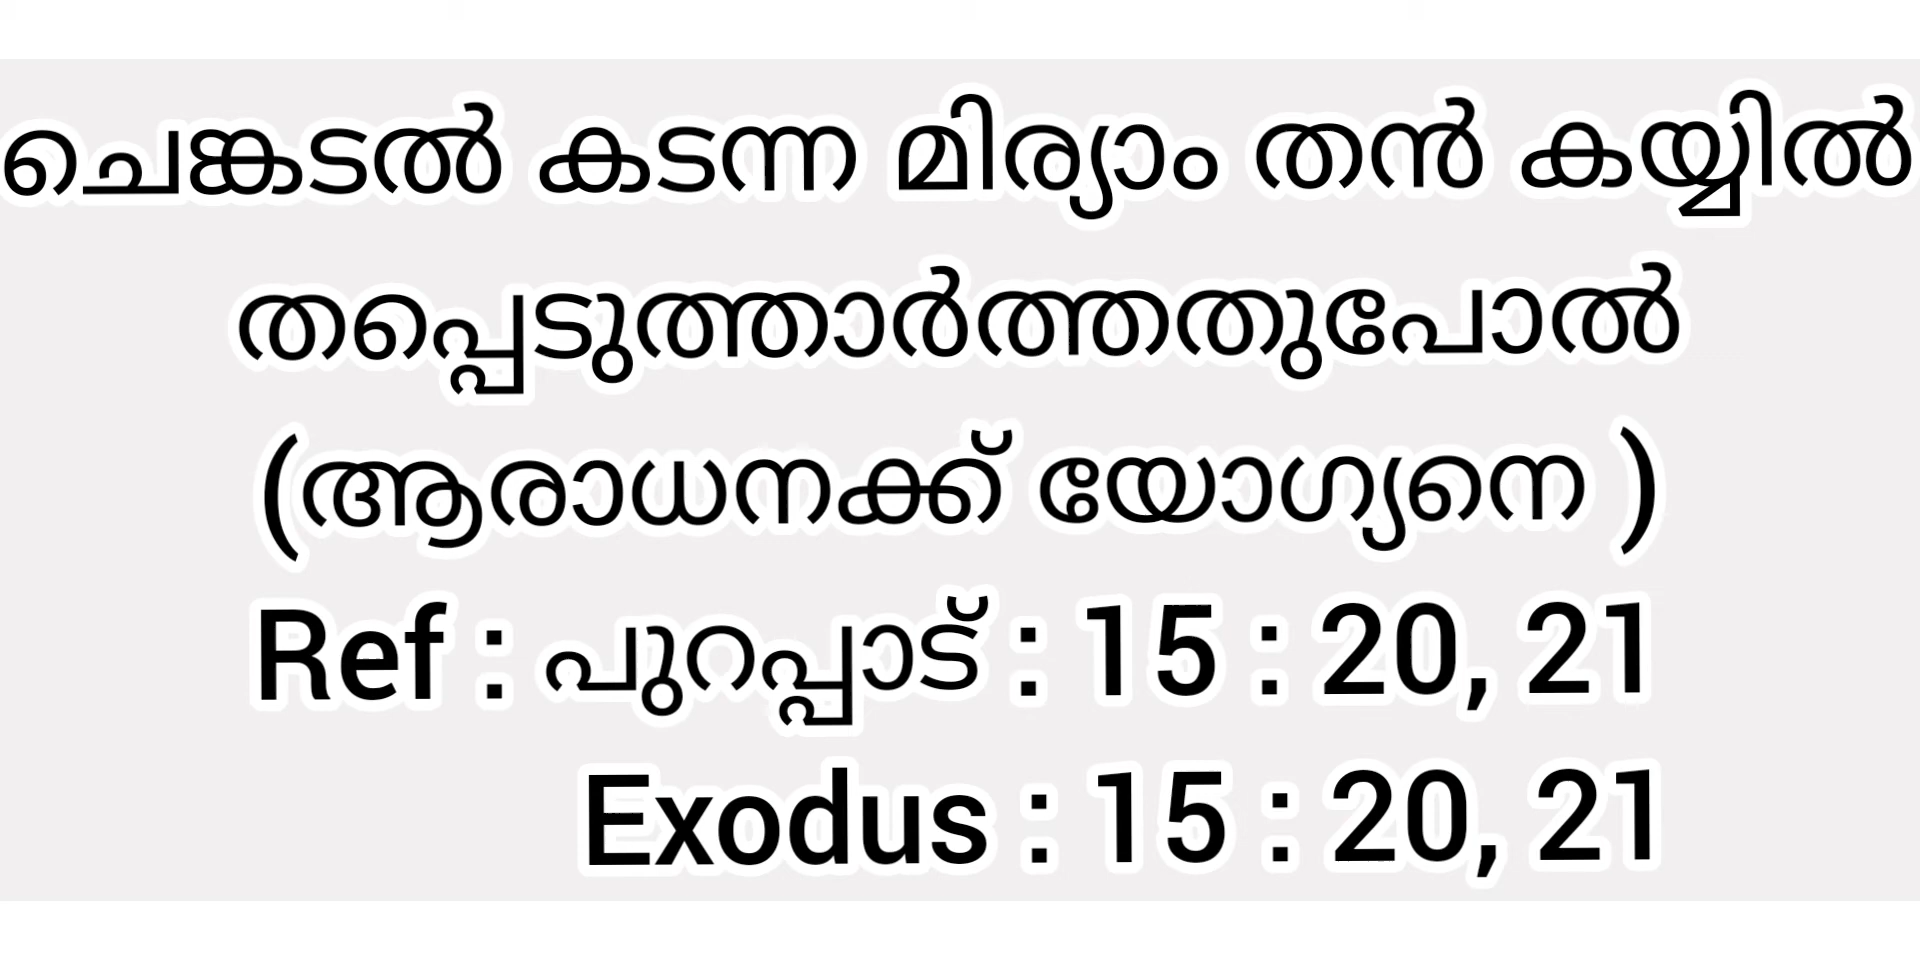 ചെങ്കടൽ കടന്ന മിര്യാം തൻ കയ്യിൽ
തപ്പെടുത്താർത്തതുപോൽ
(ആരാധനക്ക് യോഗ്യനെ )
Ref : പുറപ്പാട് : 15 : 20, 21
Exodus : 15 : 20, 21